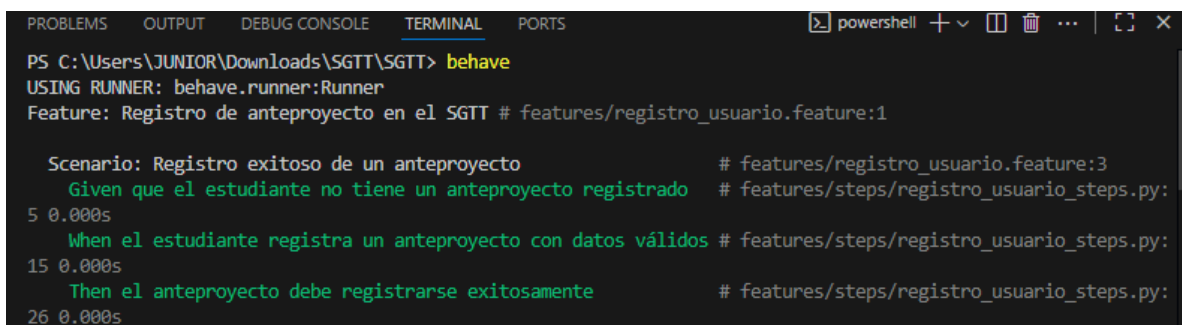 PROBLEMS OUTPUT DEBUG CONSOLE TERMINAL PORTS powershell
PS C:\Users\JUNIOR\Downloads\SGTT\SGTT> behave
USING RUNNER: behave.runner:Runner
Feature: Registro de anteproyecto en el SGTT # features/registro_usuario.feature:1
Scenario: Registro exitoso de un anteproyecto # features/registro_usuario.feature:3
Given que el estudiante no tiene un anteproyecto registrado # features/steps/registro_usuario_steps.py:
5 0.000s
When el estudiante registra un anteproyecto con datos válidos # features/steps/registro_usuario_steps.py:
15 0.000s
Then el anteproyecto debe registrarse exitosamente # features/steps/registro_usuario_steps.py:
26 0.000s